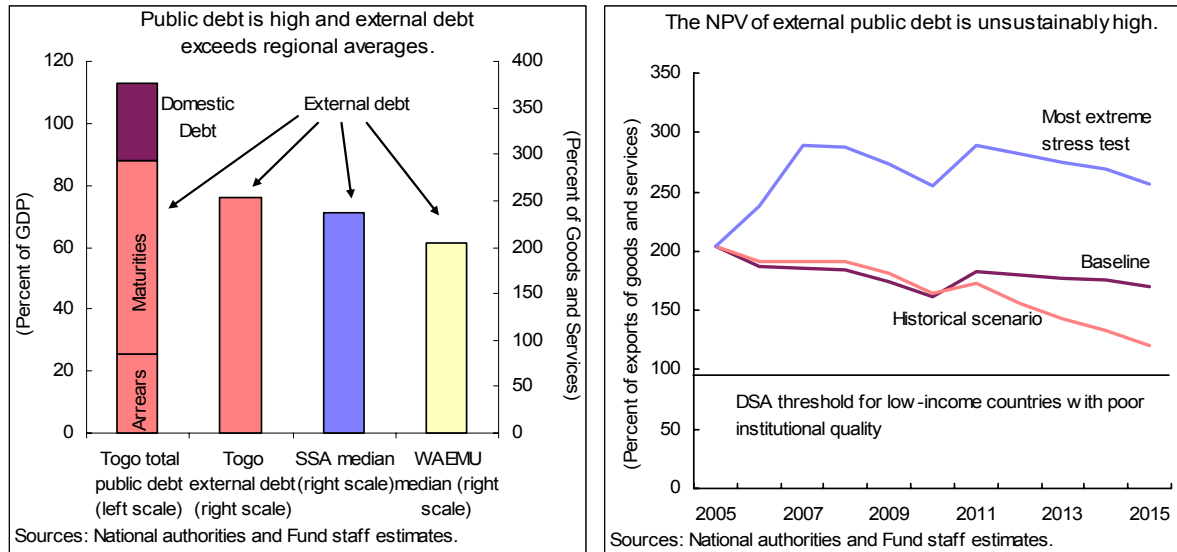 Public debt is high and external debt
exceeds regional averages.
120
100
80
60
40
20
0
(Percent of GDP)
400
350
300
250
200
150
100
50
0
(Percent of Goods and Services)
Domestic
Debt
External debt
Maturities
Arrears
Togo total
public debt
(left scale)
Togo
external debt
(right scale)
SSA median
(right scale)
WAEMU
median (right
scale)
Sources: National authorities and Fund staff estimates.
The NPV of external public debt is unsustainably high.
350
300
250
200
150
100
50
0
(Percent of exports of goods and services)
Most extreme
stress test
Baseline
Historical scenario
DSA threshold for low-income countries with poor
institutional quality
2005 2007 2009 2011 2013 2015
Sources: National authorities and Fund staff estimates.